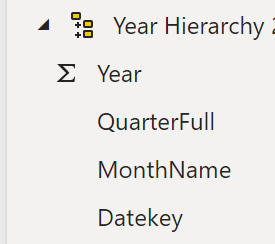 Year Hierarchy 2
Σ Year
QuarterFull
MonthName
Datekey